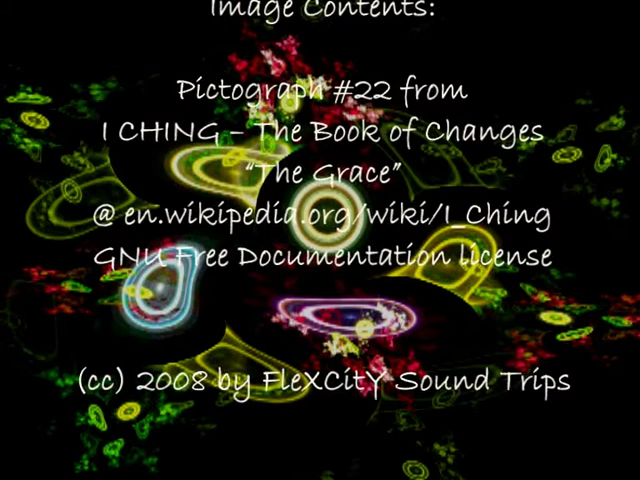 Image Contents:
Pictograph #22 from
I CHING - The Book of Changes
"The Grace"
@ en.wikipedia.org/wiki/I_Ching
GNU Free Documentation license
(cc) 2008 by FleXCitY Sound Trips